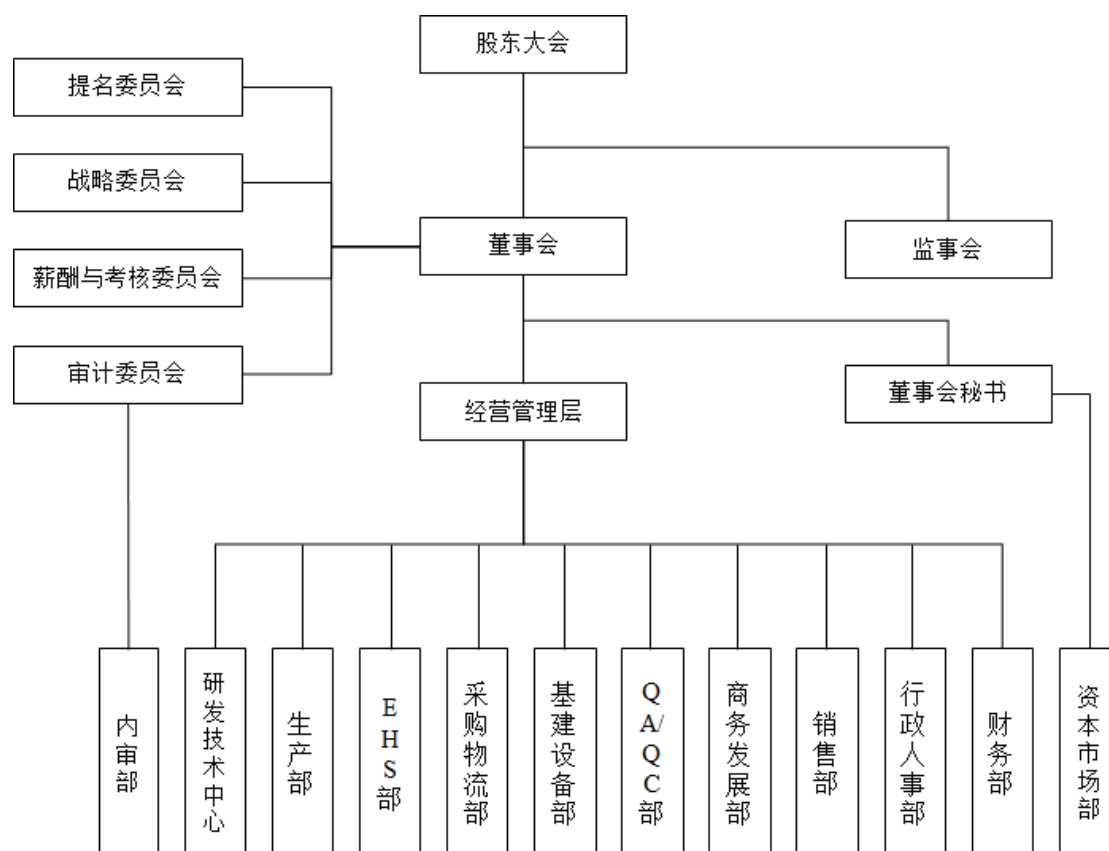 股东大会
提名委员会
战略委员会
董事会
监事会
薪酬与考核委员会
审计委员会
董事会秘书
经营管理层
内审部
研发技术中心
生产部
EHS部
采购物流部
基建设备部
QA/QC部
商务发展部
销售部
行政人事部
财务部
资本市场部